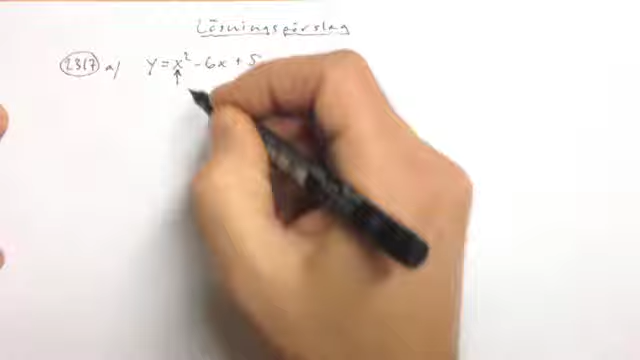 Lösningsförslag
2317 a) y = x² - 6x + 5